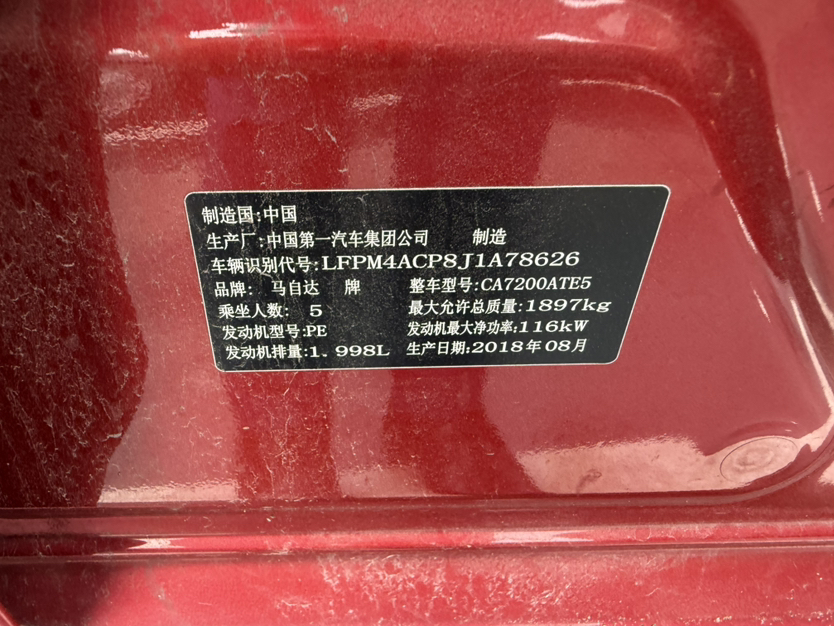 制造国:中国
生产厂:中国第一汽车集团公司 制造
车辆识别代号:LFPM4ACP8J1A78626
品牌: 马自达 牌 整车型号:CA7200ATE5
乘坐人数: 5 最大允许总质量:1897kg
发动机型号:PE 发动机最大净功率:116kW
发动机排量:1.998L 生产日期:2018年08月